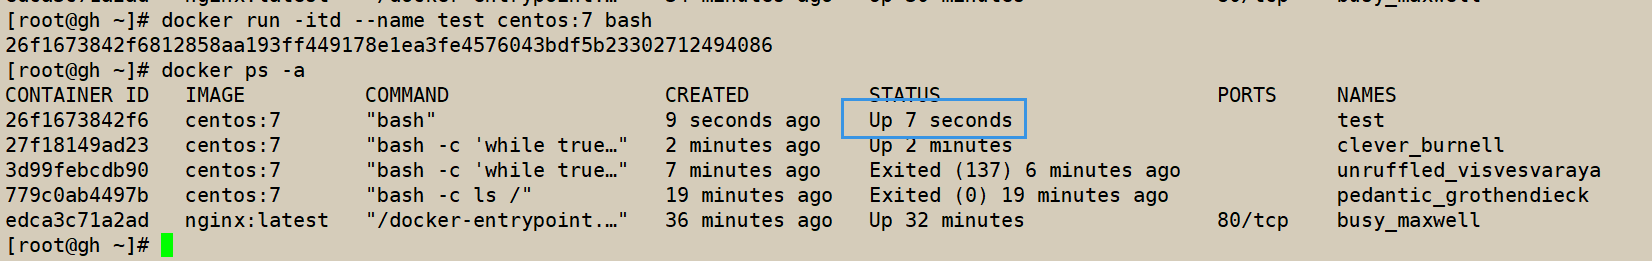 [root@gh ~]# docker run -itd --name test centos:7 bash
26f1673842f6812858aa193ff449178e1ea3fe4576043bdf5b23302712494086
[root@gh ~]# docker ps -a
CONTAINER ID   IMAGE          COMMAND                  CREATED          STATUS                       PORTS     NAMES
26f1673842f6   centos:7       "bash"                   9 seconds ago    Up 7 seconds                           test
27f18149ad23   centos:7       "bash -c 'while true…"   2 minutes ago    Up 2 minutes                           clever_burnell
3d99febcdb90   centos:7       "bash -c 'while true…"   7 minutes ago    Exited (137) 6 minutes ago             unruffled_visvesvaraya
779c0ab4497b   centos:7       "bash -c ls /"           19 minutes ago   Exited (0) 19 minutes ago              pedantic_grothendieck
edca3c71a2ad   nginx:latest   "/docker-entrypoint.…"   36 minutes ago   Up 32 minutes                80/tcp    busy_maxwell
[root@gh ~]#